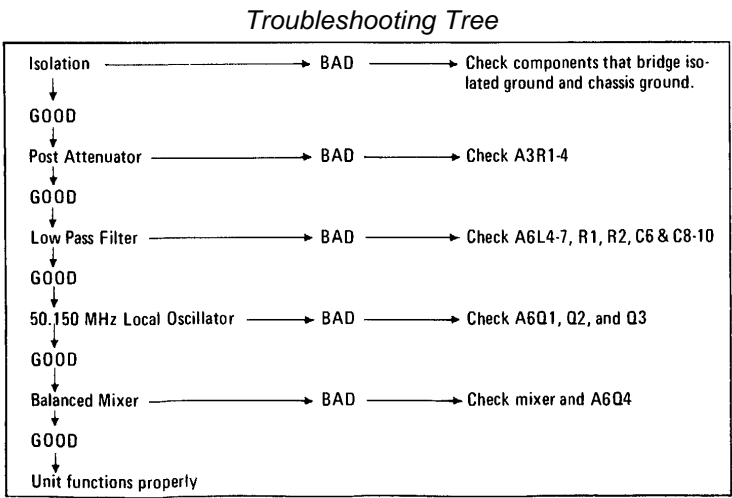 Troubleshooting Tree
Isolation BAD Check components that bridge iso-
lated ground and chassis ground.
GOOD
Post Attenuator BAD Check A3R1-4
GOOD
Low Pass Filter BAD Check A6L4-7, R1, R2, C6 & C8-10
GOOD
50.150 MHz Local Oscillator BAD Check A6Q1, Q2, and Q3
GOOD
Balanced Mixer BAD Check mixer and A6Q4
GOOD
Unit functions properly